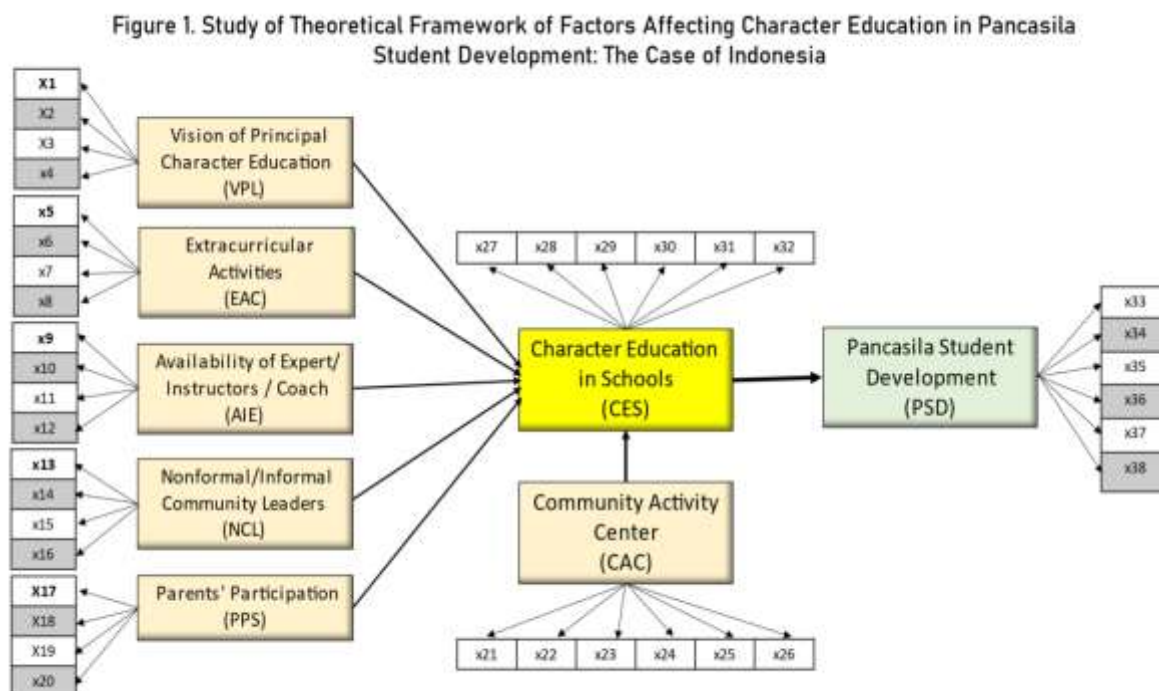 Figure 1. Study of Theoretical Framework of Factors Affecting Character Education in Pancasila
Student Development: The Case of Indonesia
X1
X2
X3
x4
Vision of Principal
Character Education
(VPL)
x5
x6
x7
x8
Extracurricular
Activities
(EAC)
x9
x10
x11
x12
Availability of Expert/
Instructors / Coach
(AIE)
x13
x14
x15
x16
Nonformal/Informal
Community Leaders
(NCL)
X17
X18
X19
x20
Parents' Participation
(PPS)
x27 x28 x29 x30 x31 x32
Character Education
in Schools
(CES)
Community Activity
Center
(CAC)
x21 x22 x23 x24 x25 x26
Pancasila Student
Development
(PSD)
x33
x34
x35
x36
x37
x38